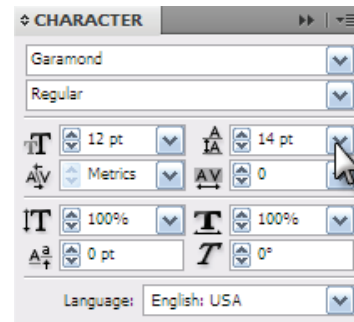 CHARACTER
Garamond
Regular
12 pt 14 pt
Metrics 0
100% 100%
0 pt 0°
Language: English: USA